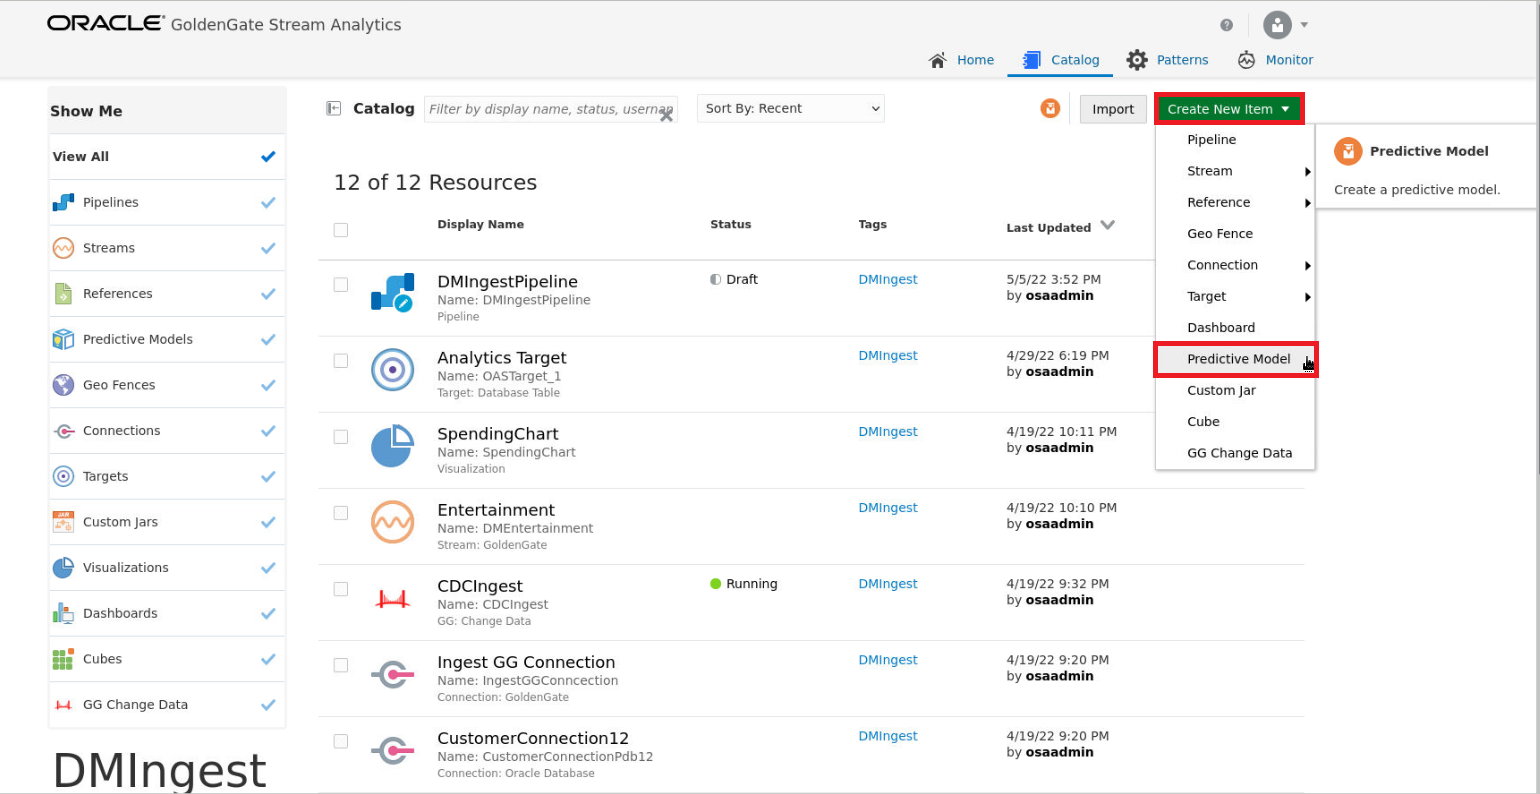 ORACLE GoldenGate Stream Analytics
Home
Catalog
Patterns
Monitor
Show Me
View All
Pipelines
Streams
References
Predictive Models
Geo Fences
Connections
Targets
Custom Jars
Visualizations
Dashboards
Cubes
GG Change Data
DMIngest
Catalog
Filter by display name, status, usernan
Sort By: Recent
Import
Create New Item
Pipeline
Stream
Reference
Geo Fence
Connection
Target
Dashboard
Predictive Model
Custom Jar
Cube
GG Change Data
Predictive Model
Create a predictive model.
12 of 12 Resources
Display Name Status Tags Last Updated
DMIngestPipeline
Name: DMIngestPipeline
Pipeline
Draft
DMIngest
5/5/22 3:52 PM
by osaadmin
Analytics Target
Name: OASTarget_1
Target: Database Table
DMIngest
4/29/22 6:19 PM
by osaadmin
SpendingChart
Name: SpendingChart
Visualization
DMIngest
4/19/22 10:11 PM
by osaadmin
Entertainment
Name: DMEntertainment
Stream: GoldenGate
DMIngest
4/19/22 10:10 PM
by osaadmin
CDCIngest
Name: CDCIngest
GG: Change Data
Running
DMIngest
4/19/22 9:32 PM
by osaadmin
Ingest GG Connection
Name: IngestGGConncection
Connection: GoldenGate
DMIngest
4/19/22 9:20 PM
by osaadmin
CustomerConnection12
Name: CustomerConnectionPdb12
Connection: Oracle Database
DMIngest
4/19/22 9:20 PM
by osaadmin